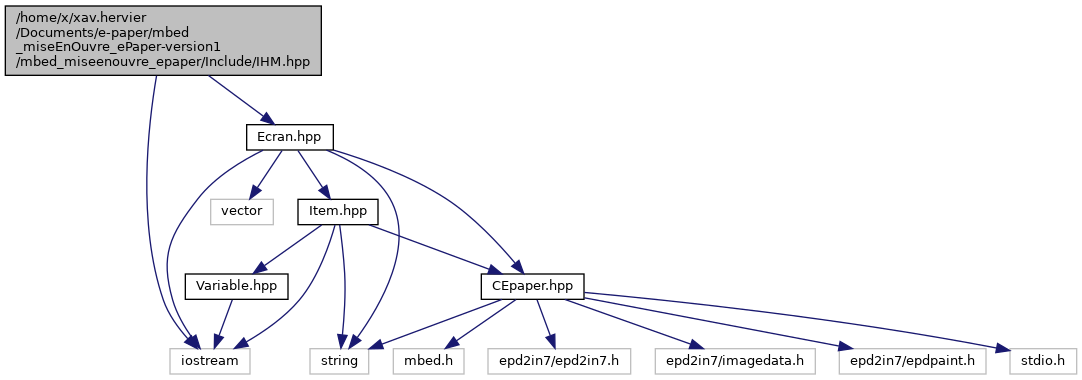 /home/x/xav.hervier
/Documents/e-paper/mbed
_miseEnOuvre_ePaper-version1
/mbed_miseenouvre_epaper/Include/IHM.hpp
Ecran.hpp
vector
Item.hpp
Variable.hpp
CEpaper.hpp
iostream
string
mbed.h
epd2in7/epd2in7.h
epd2in7/imagedata.h
epd2in7/epdpaint.h
stdio.h